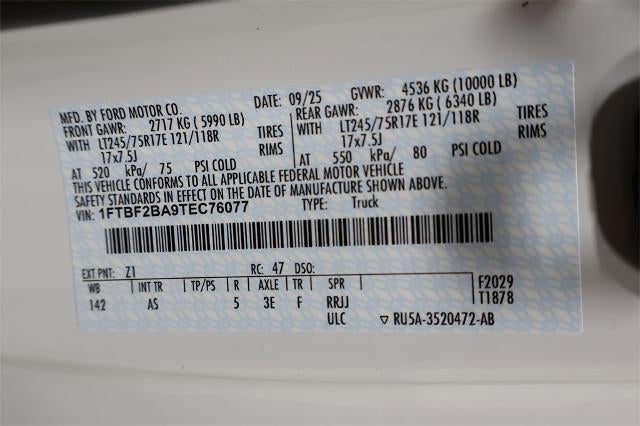 MFD. BY FORD MOTOR CO. DATE: 09/25 GVWR: 4536 KG (10000 LB)
FRONT GAWR: 2717 KG (5990 LB) REAR GAWR: 2876 KG (6340 LB)
WITH LT245/75R17E 121/118R TIRES WITH LT245/75R17E 121/118R TIRES
17x7.5J RIMS 17x7.5J RIMS
AT 520 kPa/ 75 PSI COLD AT 550 kPa/ 80 PSI COLD
THIS VEHICLE CONFORMS TO ALL APPLICABLE FEDERAL MOTOR VEHICLE
SAFETY STANDARDS IN EFFECT ON THE DATE OF MANUFACTURE SHOWN ABOVE.
VIN: 1FTBF2BA9TEC76077 TYPE: Truck
EXT PNT: Z1 RC: 47 DSO:
WB INT TR TP/PS R AXLE TR SPR F2029
142 AS 5 3E F RRJJ T1878
ULC ▽ RU5A-3520472-AB